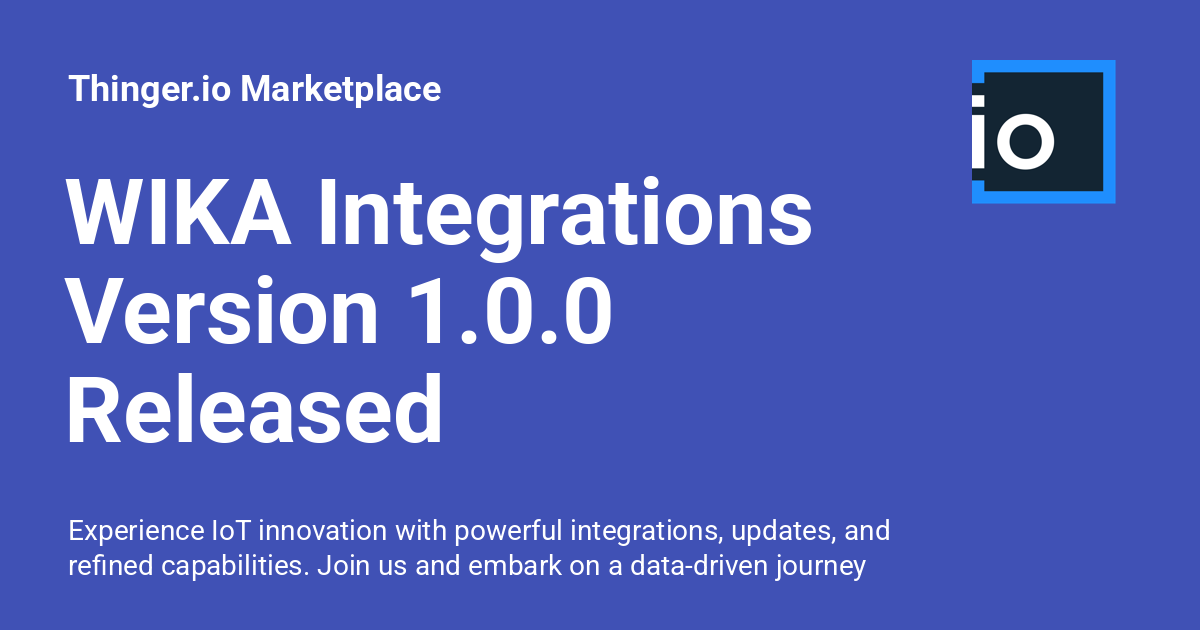 Thinger.io Marketplace
io
WIKA Integrations
Version 1.0.0
Released
Experience IoT innovation with powerful integrations, updates, and
refined capabilities. Join us and embark on a data-driven journey